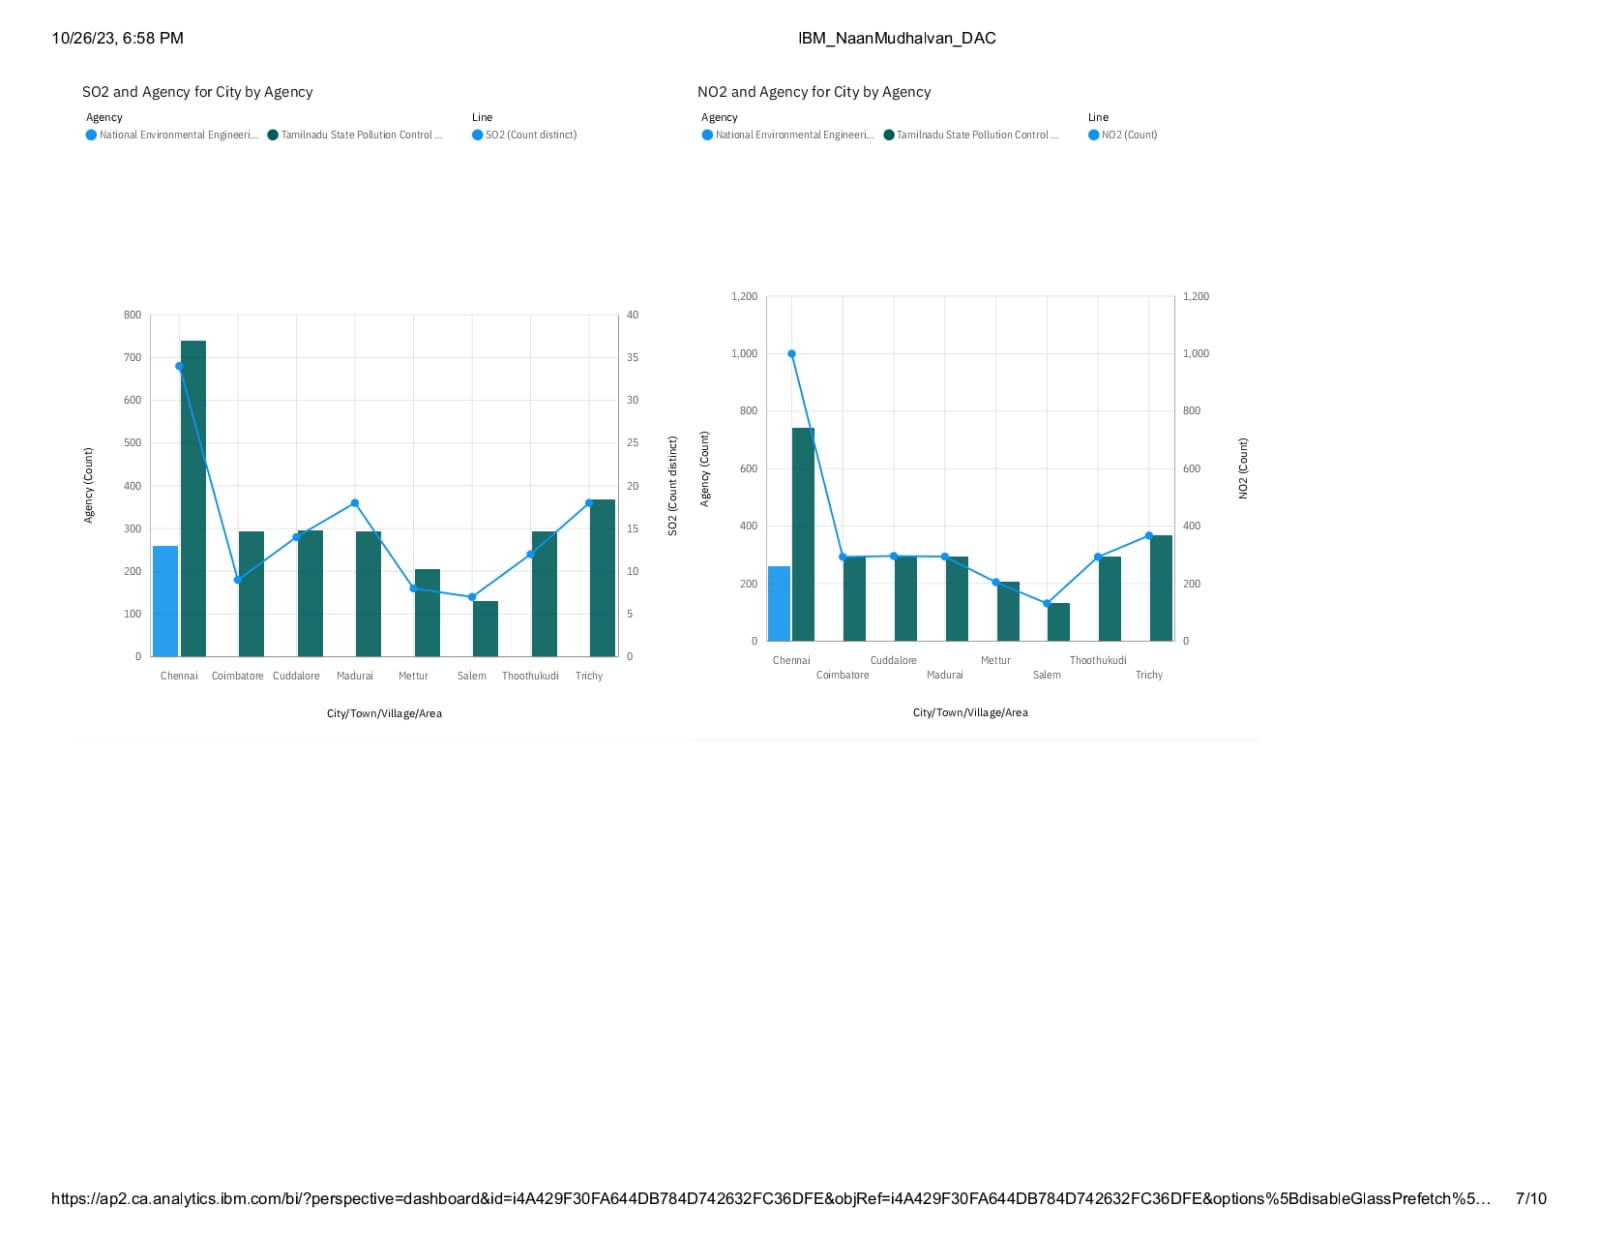 10/26/23, 6:58 PM
IBM_NaanMudhalvan_DAC
SO2 and Agency for City by Agency
Agency
National Environmental Engineeri...
Tamilnadu State Pollution Control ...
Line
SO2 (Count distinct)
800
700
600
500
400
300
200
100
0
Agency (Count)
40
35
30
25
20
15
10
5
0
SO2 (Count distinct)
Chennai
Coimbatore
Cuddalore
Madurai
Mettur
Salem
Thoothukudi
Trichy
City/Town/Village/Area
NO2 and Agency for City by Agency
Agency
National Environmental Engineeri...
Tamilnadu State Pollution Control ...
Line
NO2 (Count)
1,200
1,000
800
600
400
200
0
Agency (Count)
1,200
1,000
800
600
400
200
0
NO2 (Count)
Chennai
Coimbatore
Cuddalore
Madurai
Mettur
Salem
Thoothukudi
Trichy
City/Town/Village/Area
https://ap2.ca.analytics.ibm.com/bi/?perspective=dashboard&id=i4A429F30FA644DB784D742632FC36DFE&objRef=i4A429F30FA644DB784D742632FC36DFE&options%5BdisableGlassPrefetch%5...
7/10